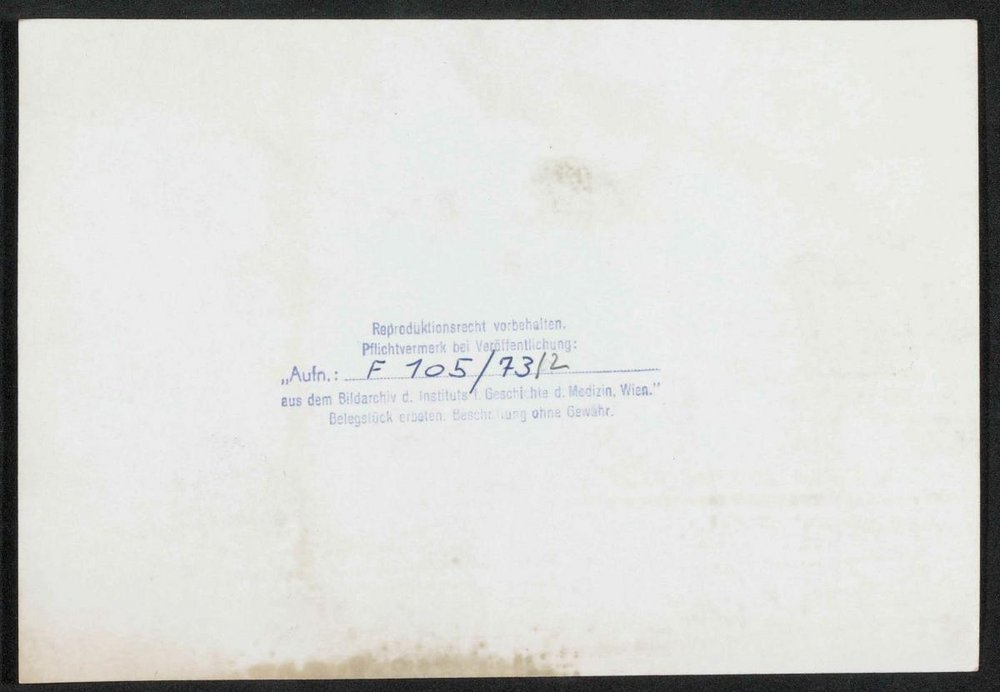 Reproduktionsrecht vorbehalten.
Pflichtvermerk bei Veröffentlichung:
„Aufn.: F 105/73/2
aus dem Bildarchiv d. Instituts f. Geschichte d. Medizin, Wien.”
Belegstück erbeten. Beschreibung ohne Gewähr.